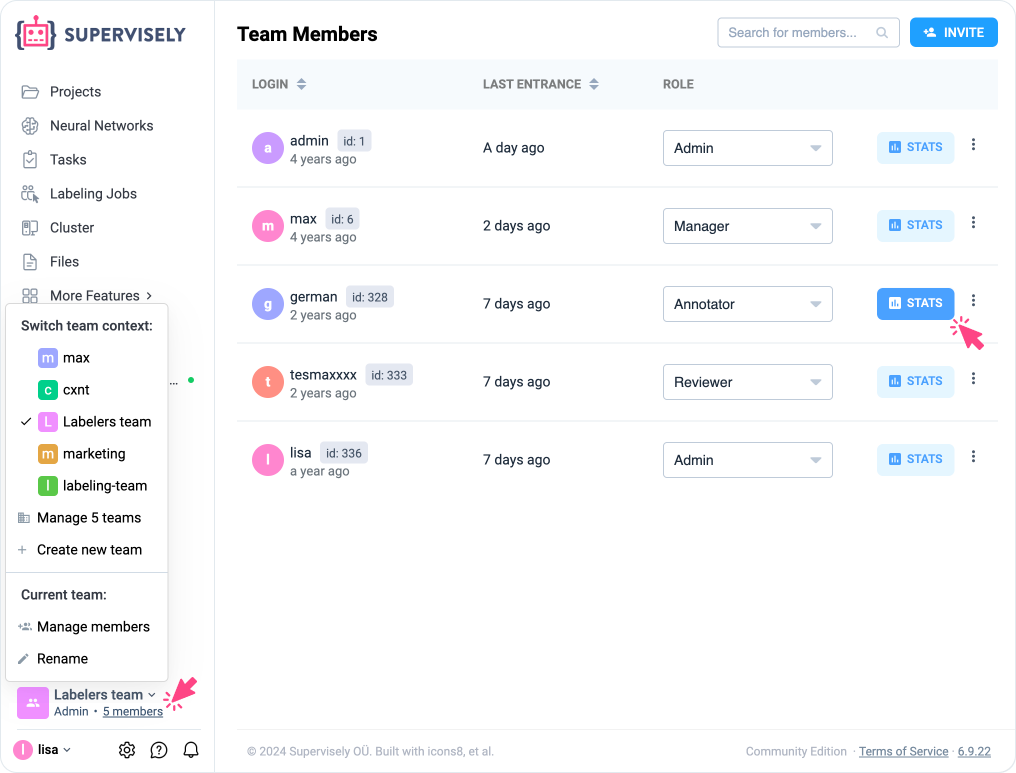 SUPERVISELY
Projects
Neural Networks
Tasks
Labeling Jobs
Cluster
Files
More Features
Switch team context:
m max
c cxnt
...
L Labelers team
m marketing
l labeling-team
Manage 5 teams
Create new team
Current team:
Manage members
Rename
Labelers team
Admin • 5 members
l lisa
Team Members
Search for members...
INVITE
LOGIN LAST ENTRANCE ROLE
a admin id: 1 A day ago Admin STATS
4 years ago
m max id: 6 2 days ago Manager STATS
4 years ago
g german id: 328 7 days ago Annotator STATS
2 years ago
t tesmaxxxx id: 333 7 days ago Reviewer STATS
2 years ago
l lisa id: 336 7 days ago Admin STATS
a year ago
© 2024 Supervisely OÜ. Built with icons8, et al.
Community Edition · Terms of Service · 6.9.22